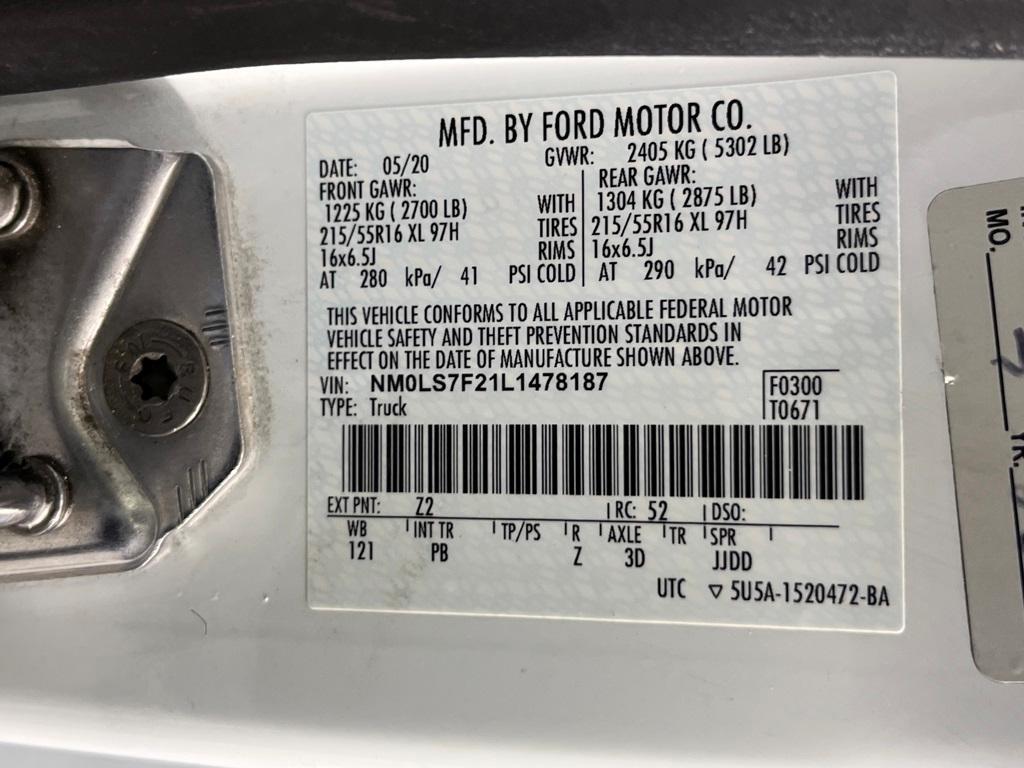 MFD. BY FORD MOTOR CO.
DATE: 05/20 GVWR: 2405 KG ( 5302 LB)
FRONT GAWR:
1225 KG ( 2700 LB) WITH
215/55R16 XL 97H TIRES
16x6.5J RIMS
AT 280 kPa/ 41 PSI COLD
REAR GAWR:
1304 KG ( 2875 LB) WITH
215/55R16 XL 97H TIRES
16x6.5J RIMS
AT 290 kPa/ 42 PSI COLD
THIS VEHICLE CONFORMS TO ALL APPLICABLE FEDERAL MOTOR
VEHICLE SAFETY AND THEFT PREVENTION STANDARDS IN
EFFECT ON THE DATE OF MANUFACTURE SHOWN ABOVE.
VIN: NM0LS7F21L1478187
TYPE: Truck
F0300
T0671
EXT PNT: Z2 RC: 52 DSO:
WB INT TR TP/PS R AXLE TR SPR
121 PB Z 3D JJDD
UTC ▽ 5U5A-1520472-BA
MO.
YR.